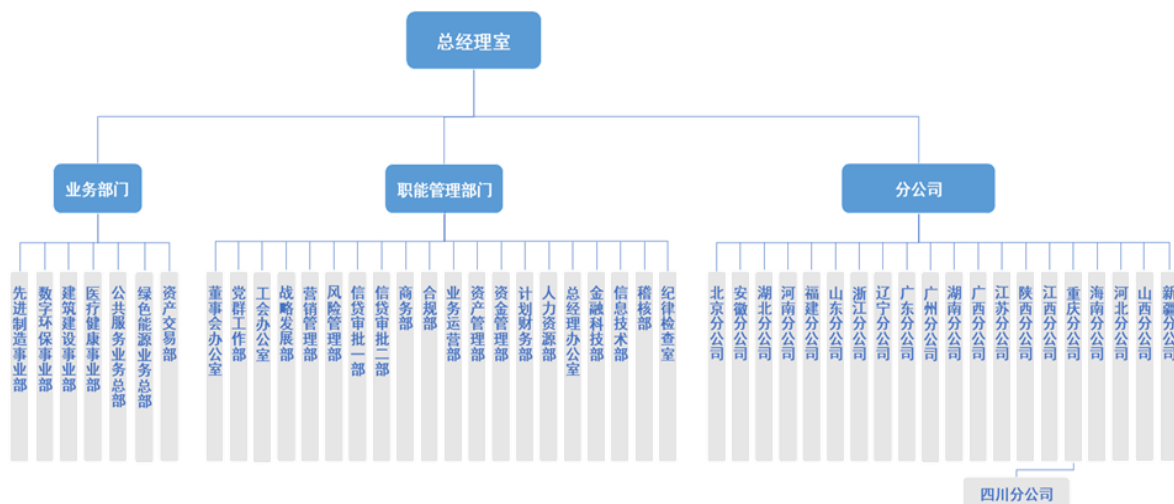 总经理室
业务部门
职能管理部门
分公司
先进制造事业部
数字环保事业部
建筑建设事业部
医疗健康事业部
公共服务业务总部
绿色能源业务总部
资产交易部
董事会办公室
党群工作部
工会办公室
战略发展部
营销管理部
风险管理部
信贷审批一部
信贷审批二部
商务部
合规部
业务运营部
资产管理部
资金管理部
计划财务部
人力资源部
总经理办公室
金融科技部
信息技术部
稽核部
纪律检查室
北京分公司
安徽分公司
湖北分公司
河南分公司
福建分公司
山东分公司
浙江分公司
辽宁分公司
广东分公司
广州分公司
湖南分公司
广西分公司
江苏分公司
陕西分公司
江西分公司
重庆分公司
海南分公司
河北分公司
山西分公司
新疆分公司
四川分公司